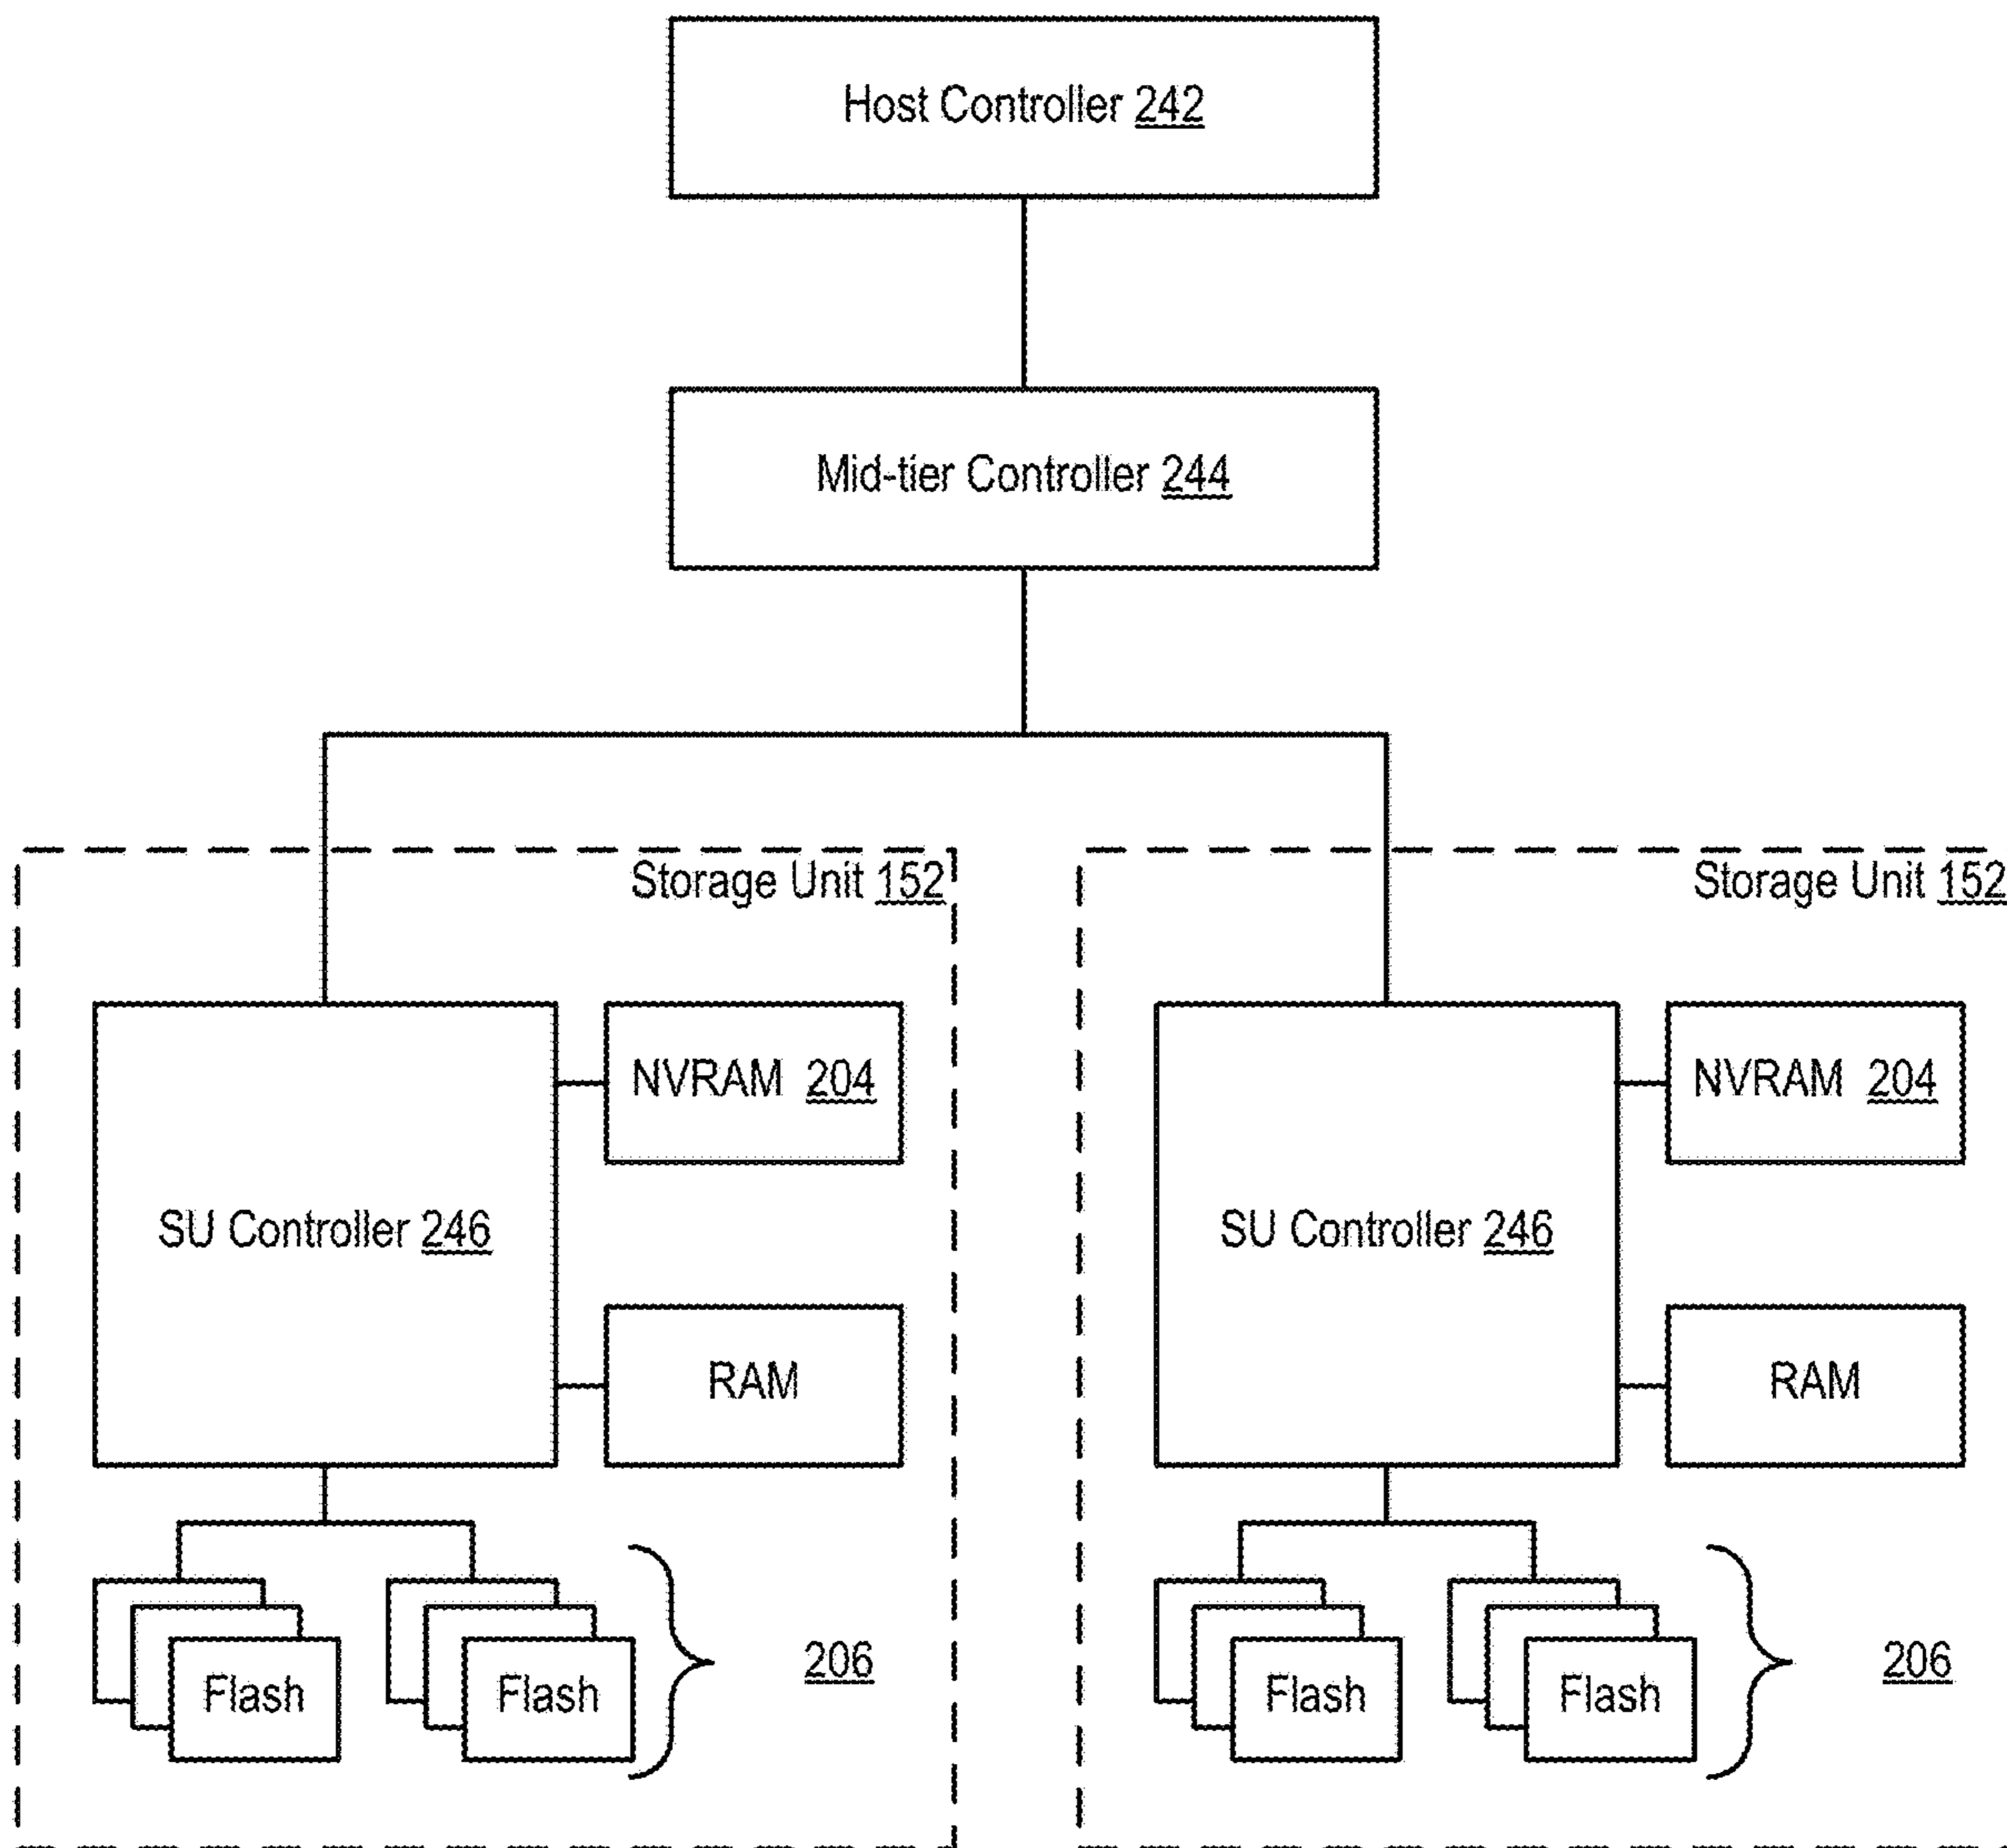 Host Controller 242
Mid-tier Controller 244
Storage Unit 152
Storage Unit 152
NVRAM 204
NVRAM 204
SU Controller 246
SU Controller 246
RAM
RAM
206
206
Flash
Flash
Flash
Flash